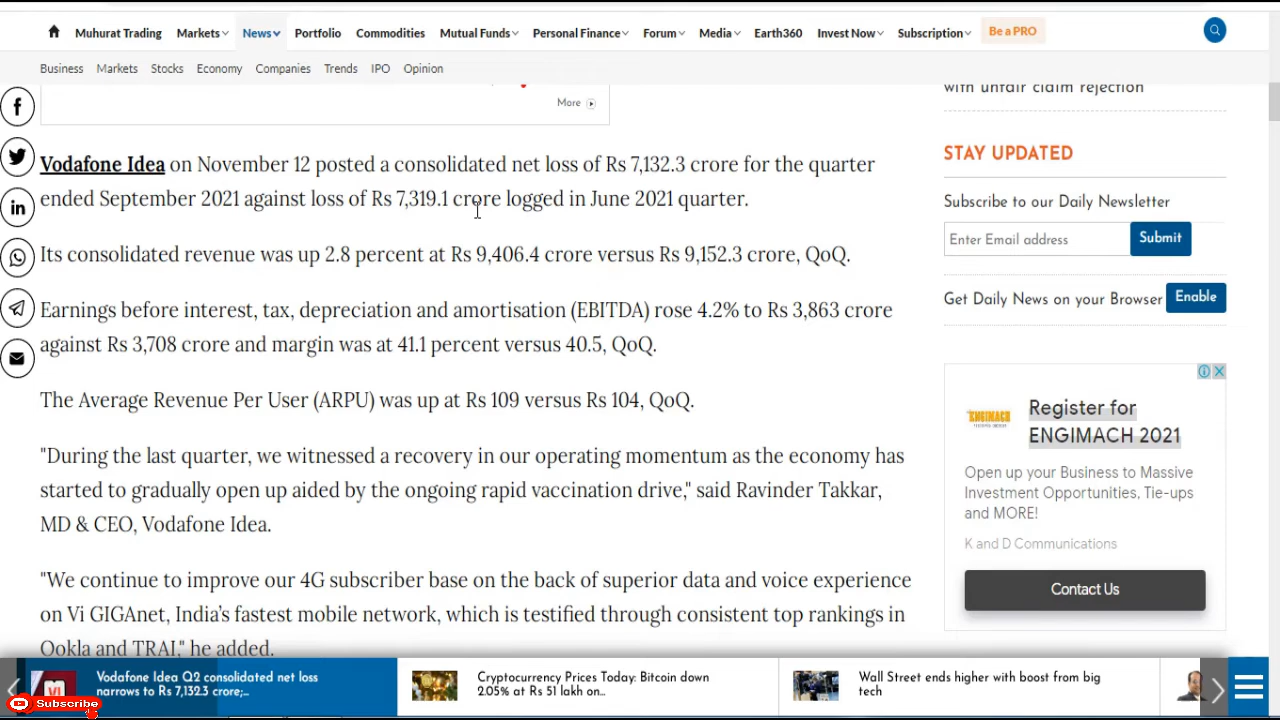 Muhurat Trading
Markets
News
Portfolio
Commodities
Mutual Funds
Personal Finance
Forum
Media
Earth360
Invest Now
Subscription
Be a PRO
Business
Markets
Stocks
Economy
Companies
Trends
IPO
Opinion
More
Vodafone Idea on November 12 posted a consolidated net loss of Rs 7,132.3 crore for the quarter
ended September 2021 against loss of Rs 7,319.1 crore logged in June 2021 quarter.
Its consolidated revenue was up 2.8 percent at Rs 9,406.4 crore versus Rs 9,152.3 crore, QoQ.
Earnings before interest, tax, depreciation and amortisation (EBITDA) rose 4.2% to Rs 3,863 crore
against Rs 3,708 crore and margin was at 41.1 percent versus 40.5, QoQ.
The Average Revenue Per User (ARPU) was up at Rs 109 versus Rs 104, QoQ.
"During the last quarter, we witnessed a recovery in our operating momentum as the economy has
started to gradually open up aided by the ongoing rapid vaccination drive," said Ravinder Takkar,
MD & CEO, Vodafone Idea.
"We continue to improve our 4G subscriber base on the back of superior data and voice experience
on Vi GIGAnet, India's fastest mobile network, which is testified through consistent top rankings in
Ookla and TRAI," he added.
with unfair claim rejection
STAY UPDATED
Subscribe to our Daily Newsletter
Enter Email address
Submit
Get Daily News on your Browser
Enable
ENGIMACH
Register for
ENGIMACH 2021
Open up your Business to Massive
Investment Opportunities, Tie-ups
and MORE!
K and D Communications
Contact Us
Vodafone Idea Q2 consolidated net loss
narrows to Rs 7,132.3 crore;...
Cryptocurrency Prices Today: Bitcoin down
2.05% at Rs 51 lakh on...
Wall Street ends higher with boost from big
tech
Subscribe